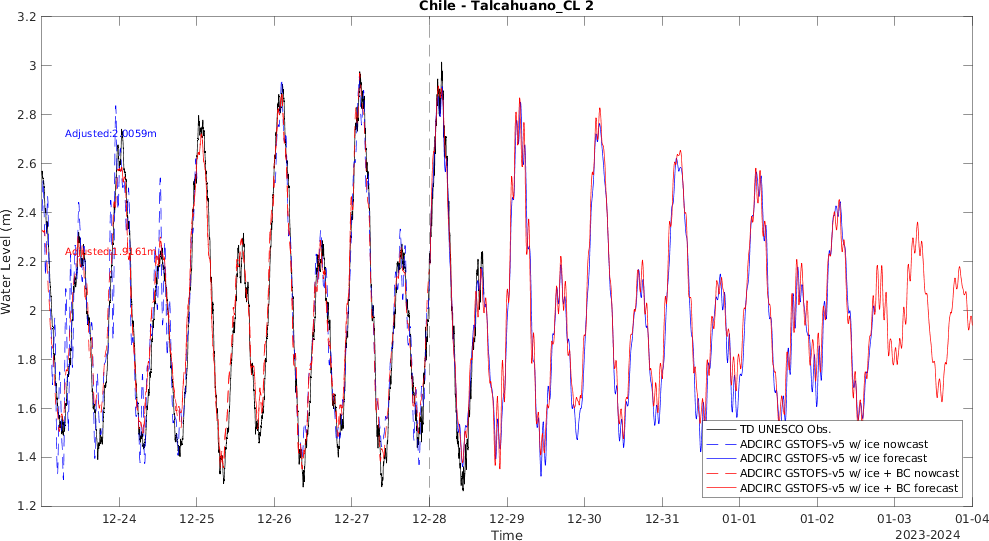 Chile - Talcahuano_CL 2
3.2
3
2.8
2.6
2.4
2.2
2
1.8
1.6
1.4
1.2
Water Level (m)
Adjusted:2.0059m
Adjusted:1.9161m
TD UNESCO Obs.
ADCIRC GSTOFS-v5 w/ ice nowcast
ADCIRC GSTOFS-v5 w/ ice forecast
ADCIRC GSTOFS-v5 w/ ice + BC nowcast
ADCIRC GSTOFS-v5 w/ ice + BC forecast
12-24 12-25 12-26 12-27 12-28 12-29 12-30 12-31 01-01 01-02 01-03 01-04
Time
2023-2024